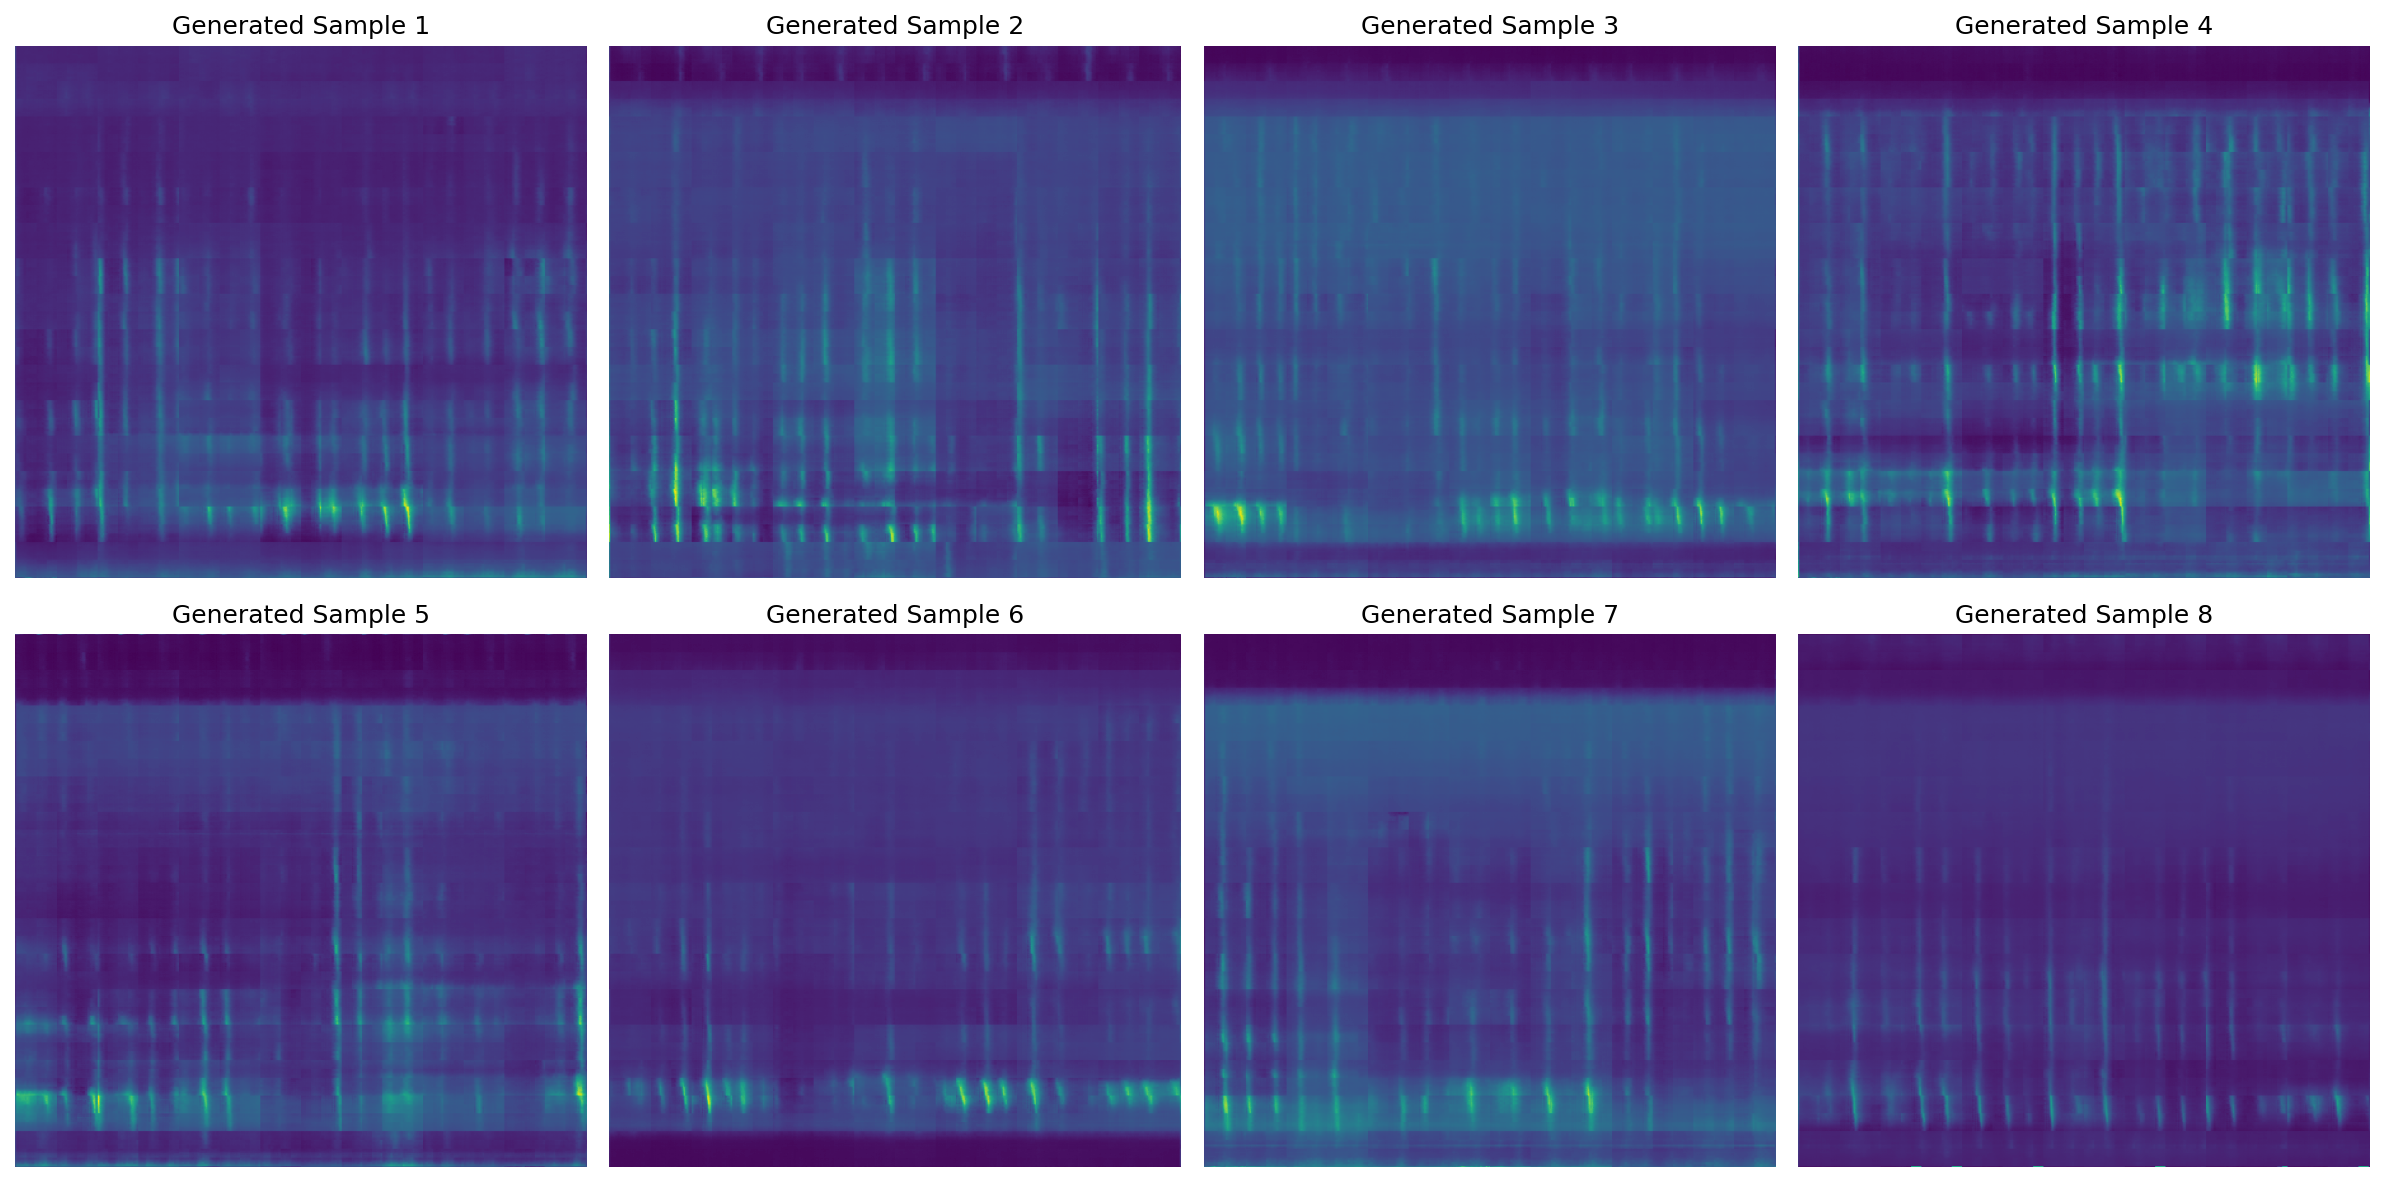 Generated Sample 1
Generated Sample 2
Generated Sample 3
Generated Sample 4
Generated Sample 5
Generated Sample 6
Generated Sample 7
Generated Sample 8